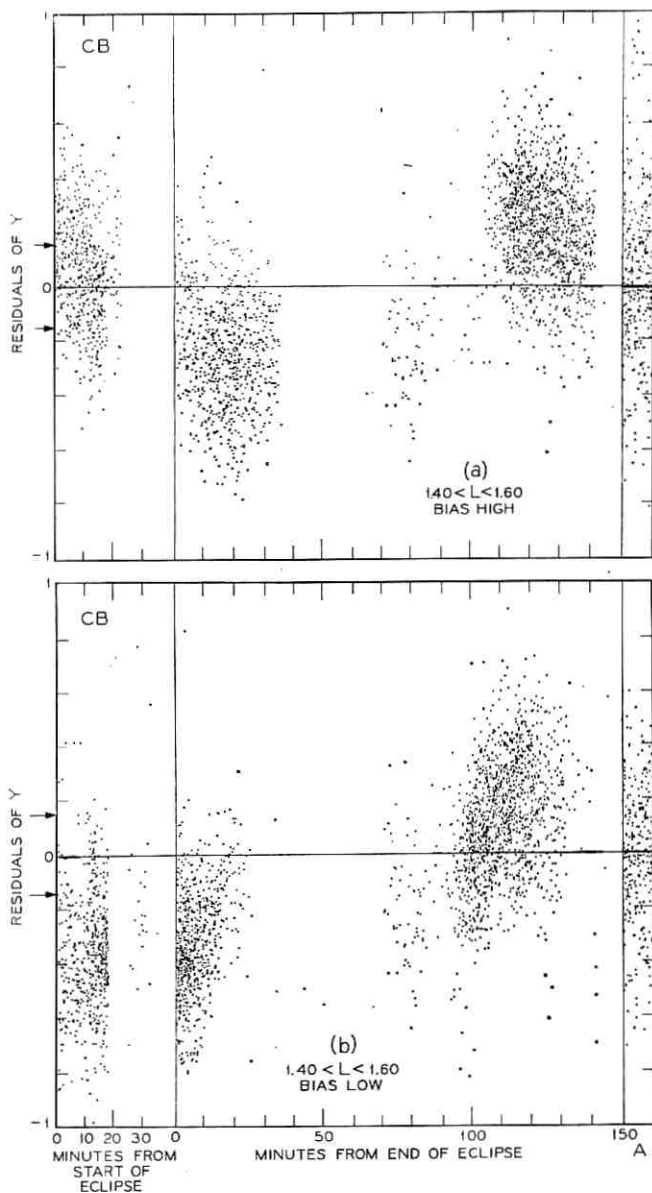 1
CB
RESIDUALS OF Y
0
(a)
1.40 < L < 1.60
BIAS HIGH
-1
1
CB
RESIDUALS OF Y
0
(b)
1.40 < L < 1.60
BIAS LOW
-1
0 10 20 30 0 50 100 150 A
MINUTES FROM
START OF
ECLIPSE
MINUTES FROM END OF ECLIPSE